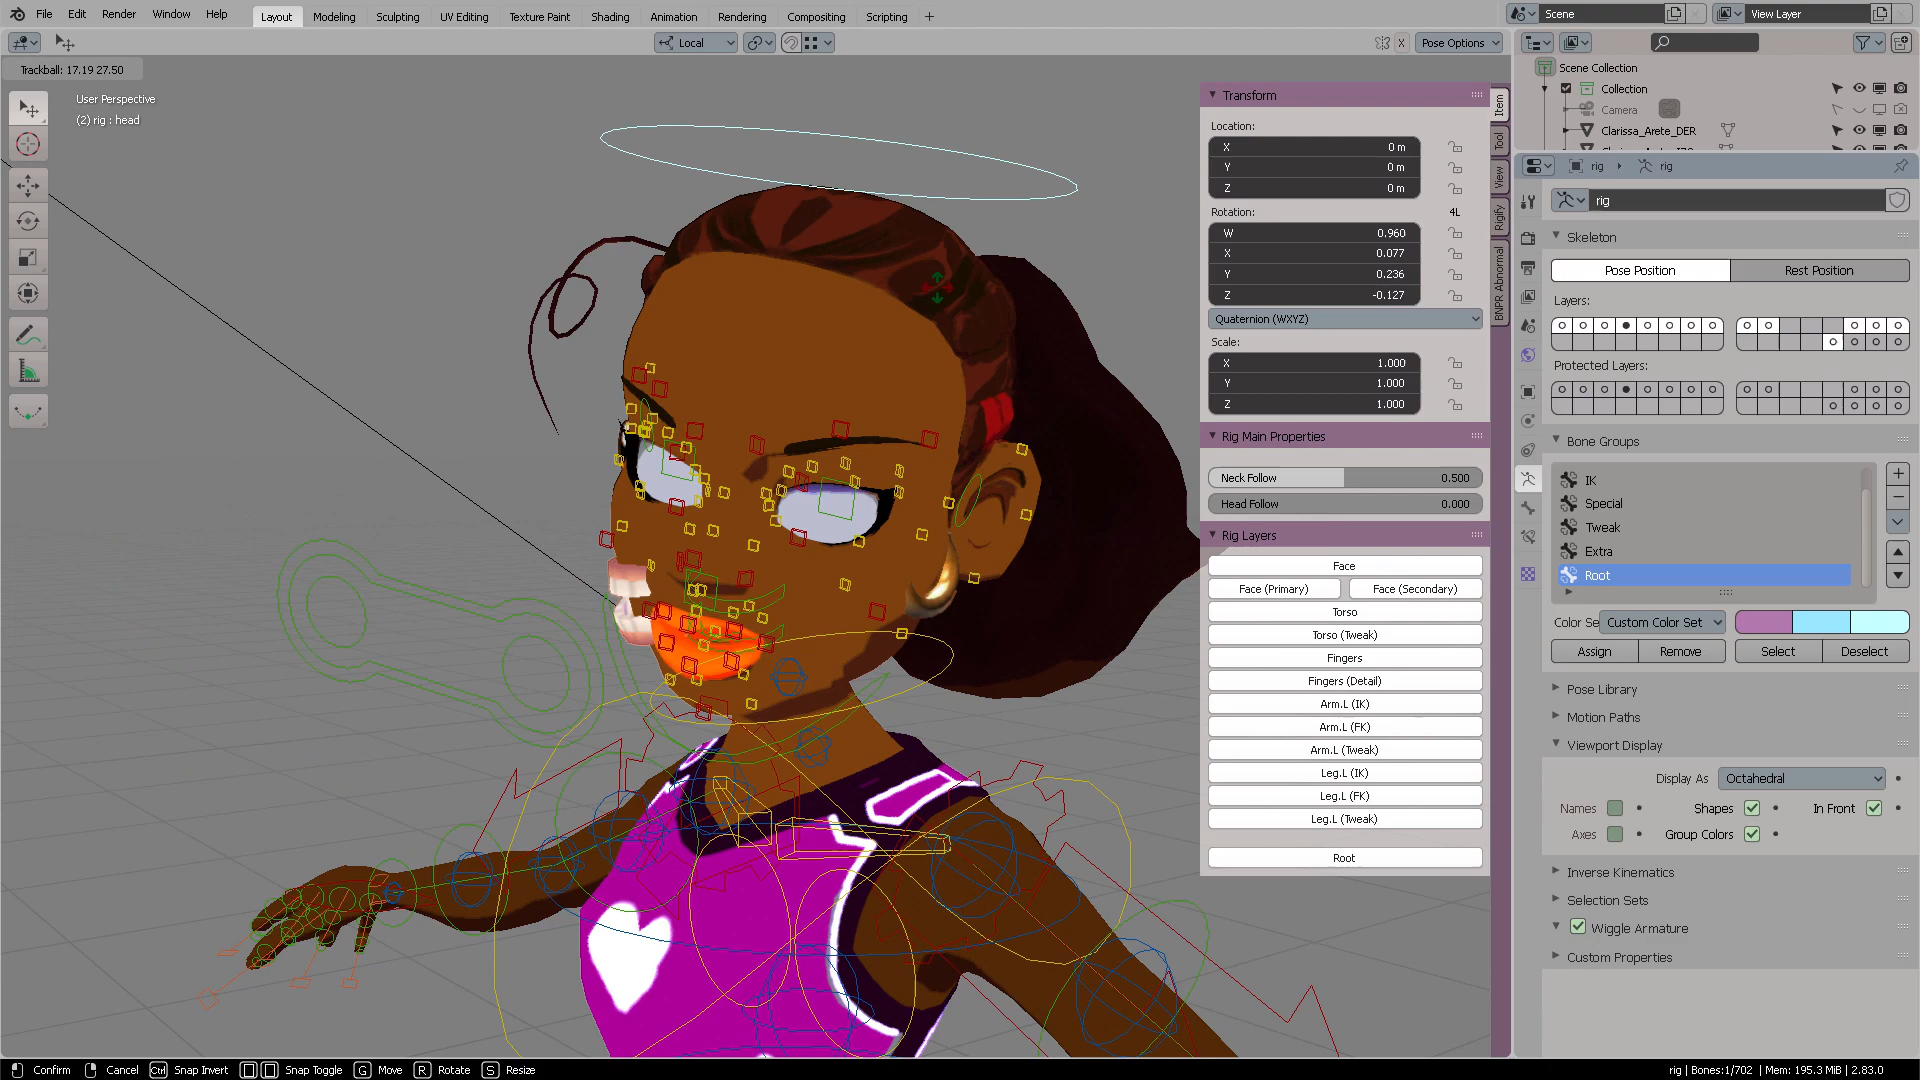 File Edit Render Window Help Layout Modeling Sculpting UV Editing Texture Paint Shading Animation Rendering Compositing Scripting + Scene View Layer
Local X Pose Options
Trackball: 17.19 27.50
User Perspective
(2) rig : head
Transform
Location:
X 0 m
Y 0 m
Z 0 m
Rotation: 4L
W 0.960
X 0.077
Y 0.236
Z -0.127
Quaternion (WXYZ)
Scale:
X 1.000
Y 1.000
Z 1.000
Rig Main Properties
Neck Follow 0.500
Head Follow 0.000
Rig Layers
Face
Face (Primary) Face (Secondary)
Torso
Torso (Tweak)
Fingers
Fingers (Detail)
Arm.L (IK)
Arm.L (FK)
Arm.L (Tweak)
Leg.L (IK)
Leg.L (FK)
Leg.L (Tweak)
Root
Item
Tool
View
Rigify
BNPR Abnormal
Scene Collection
Collection
Camera
Clarissa_Arete_DER
rig rig
rig
Skeleton
Pose Position Rest Position
Layers:
Protected Layers:
Bone Groups
IK
Special
Tweak
Extra
Root
Color Se Custom Color Set
Assign Remove Select Deselect
Pose Library
Motion Paths
Viewport Display
Display As Octahedral
Names Shapes In Front
Axes Group Colors
Inverse Kinematics
Selection Sets
Wiggle Armature
Custom Properties
Confirm Cancel Ctrl Snap Invert Snap Toggle G Move R Rotate S Resize rig | Bones:1/702 | Mem: 195.3 MiB | 2.83.0